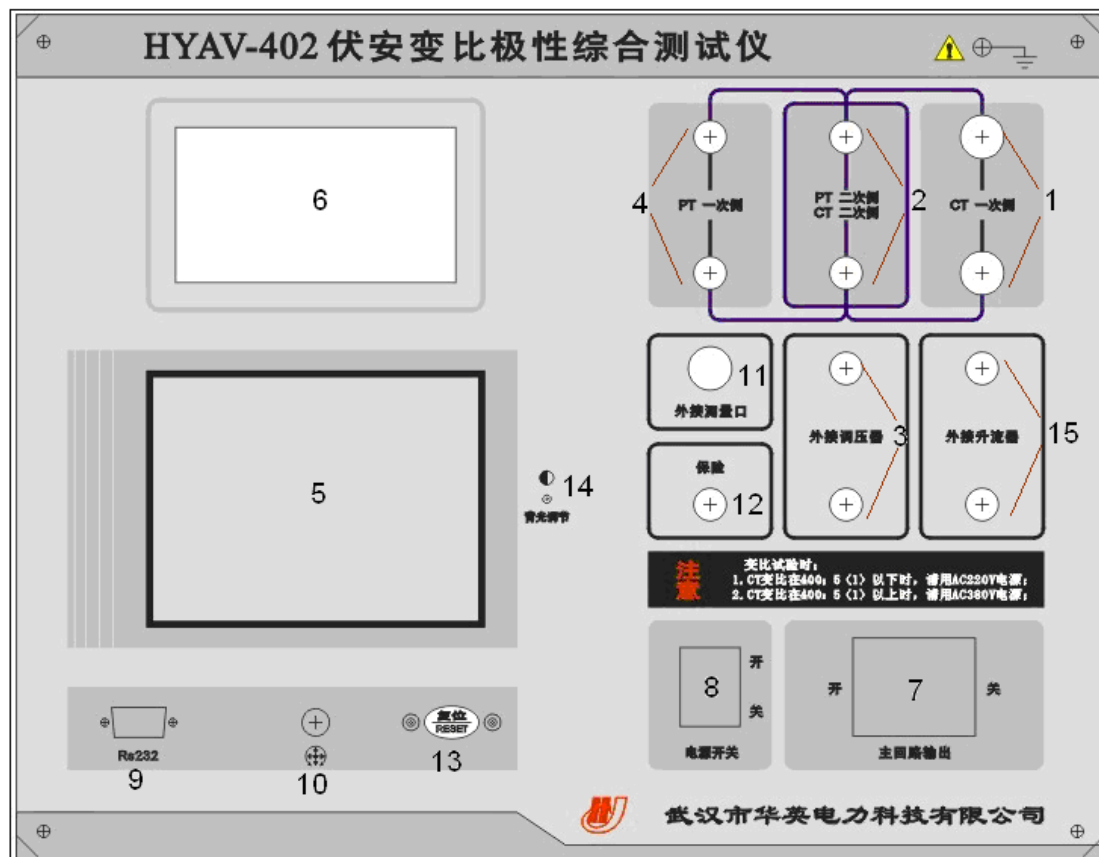 HYAV-402 伏安变比极性综合测试仪
6
4
PT 一次侧
PT 二次侧
CT 二次侧
2
CT 一次侧
1
5
14
背光调节
11
外接测量口
保险
12
外接调压器
3
外接升流器
15
注意
变比试验时:
1.CT变比在400:5(1)以下时,请用AC220V电源;
2.CT变比在400:5(1)以上时,请用AC380V电源;
Rs232
9
10
复位
RESET
13
8
开
关
电源开关
开
7
关
主回路输出
HJ
武汉市华英电力科技有限公司